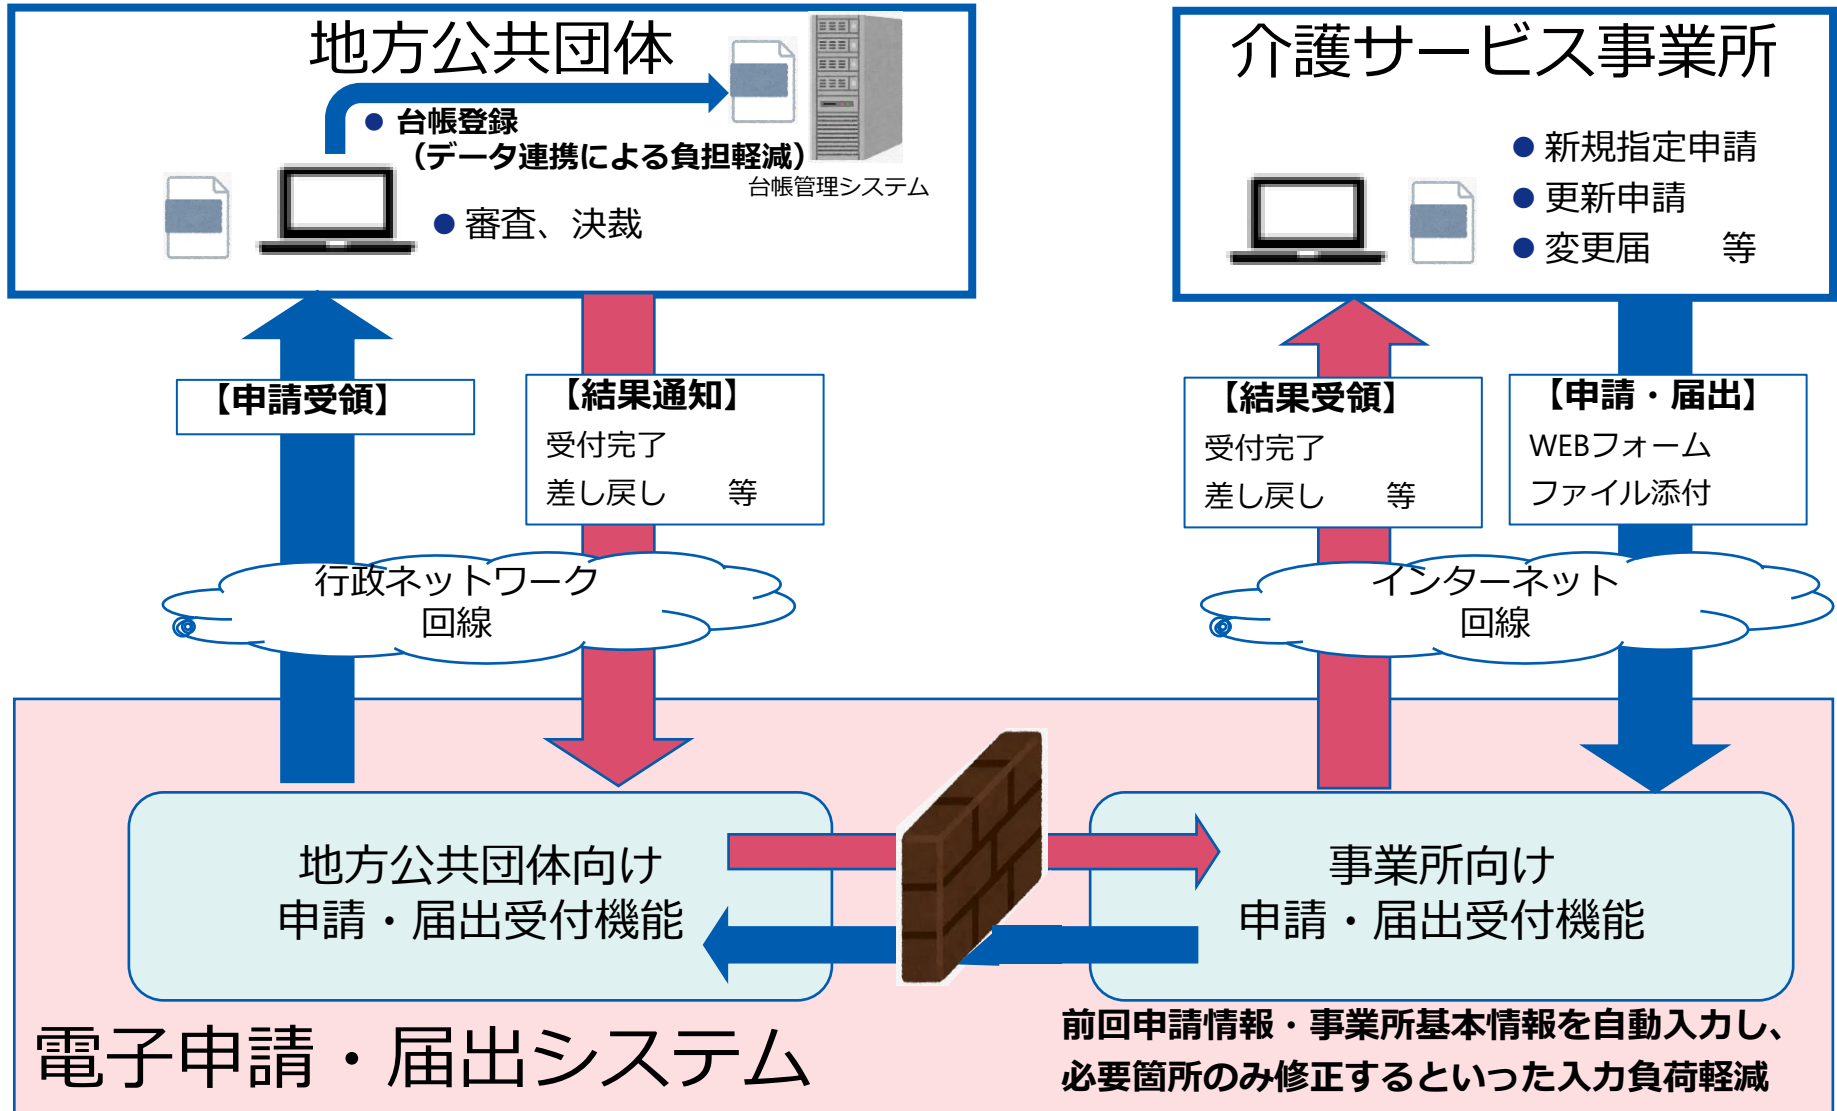 地方公共団体
● 台帳登録
（データ連携による負担軽減）
台帳管理システム
● 審査、決裁
介護サービス事業所
● 新規指定申請
● 更新申請
● 変更届　　等
【申請受領】
【結果通知】
受付完了
差し戻し　　等
【結果受領】
受付完了
差し戻し　　等
【申請・届出】
WEBフォーム
ファイル添付
行政ネットワーク
回線
インターネット
回線
地方公共団体向け
申請・届出受付機能
事業所向け
申請・届出受付機能
電子申請・届出システム
前回申請情報・事業所基本情報を自動入力し、
必要箇所のみ修正するといった入力負荷軽減